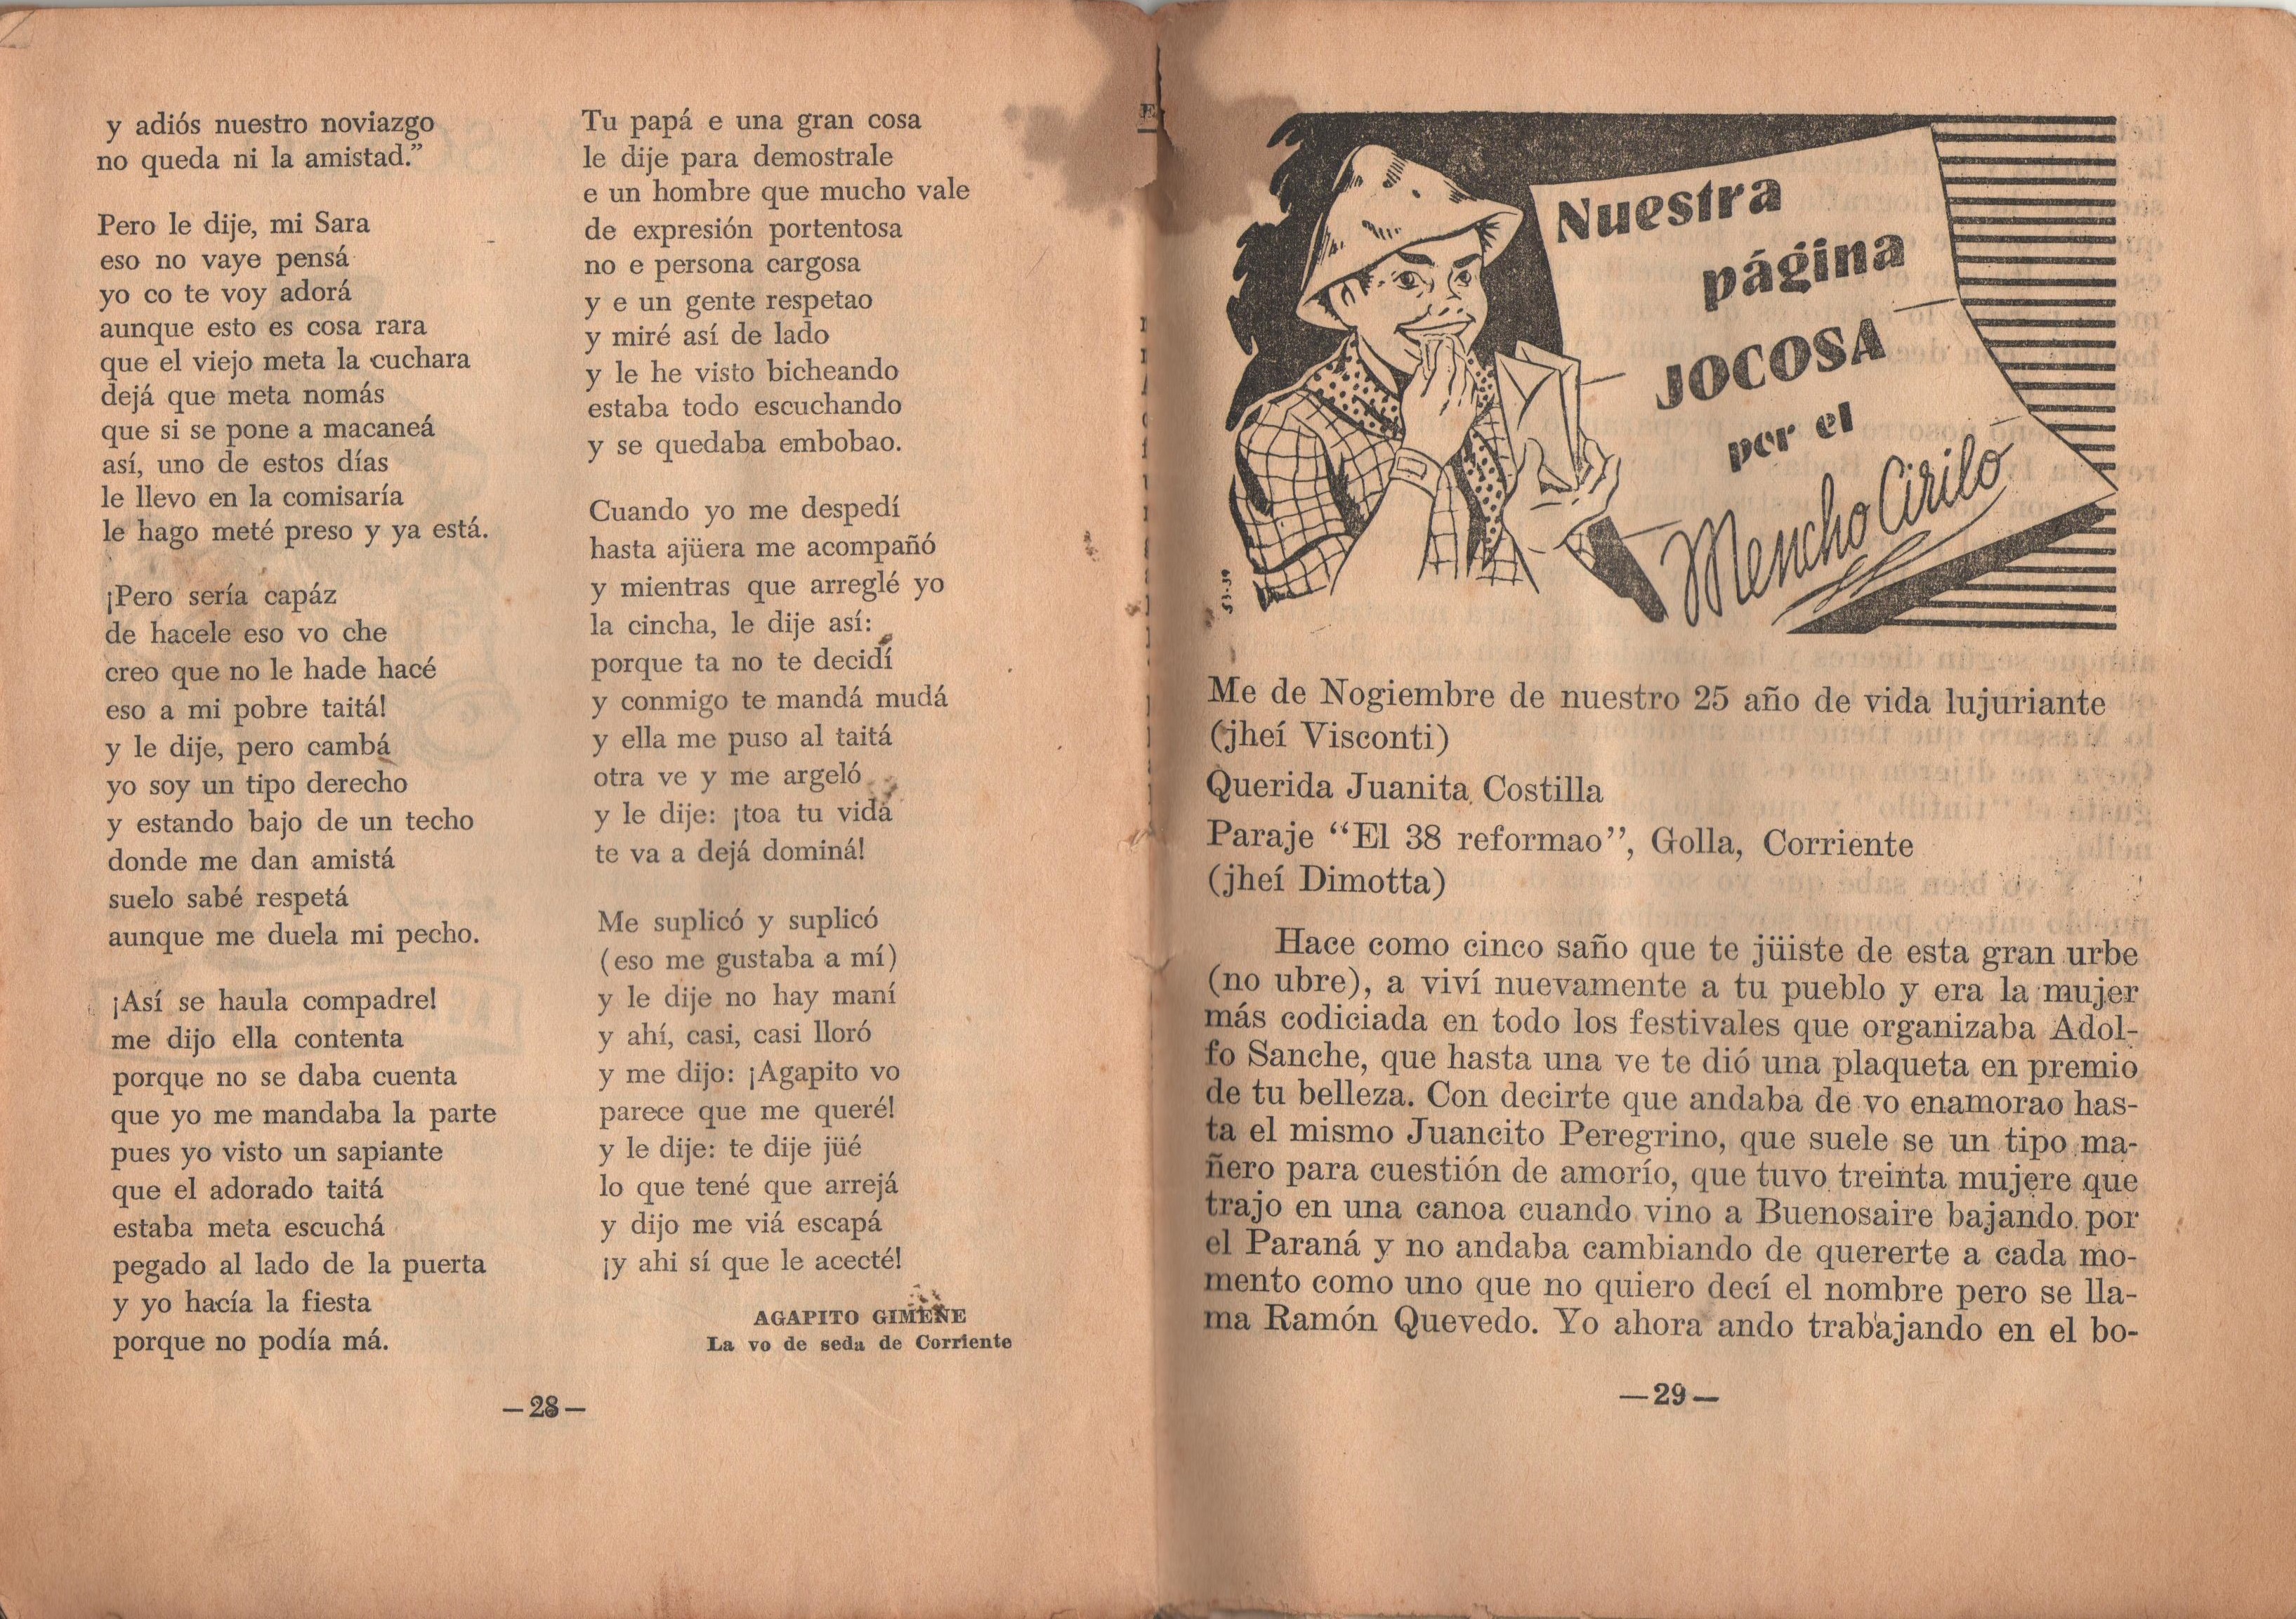 y adiós nuestro noviazgo
no queda ni la amistad.”
Pero le dije, mi Sara
eso no vaye pensá
yo co te voy adorá
aunque esto es cosa rara
que el viejo meta la cuchara
dejá que meta nomás
que si se pone a macaneá
así, uno de estos días
le llevo en la comisaría
le hago meté preso y ya está.
¡Pero sería capáz
de hacele eso vo che
creo que no le hade hacé
eso a mi pobre taitá!
y le dije, pero cambá
yo soy un tipo derecho
y estando bajo de un techo
donde me dan amistá
suelo sabé respetá
aunque me duela mi pecho.
¡Así se haula compadre!
me dijo ella contenta
porque no se daba cuenta
que yo me mandaba la parte
pues yo visto un sapiante
que el adorado taitá
estaba meta escuchá
pegado al lado de la puerta
y yo hacía la fiesta
porque no podía má.
Tu papá e una gran cosa
le dije para demostrale
e un hombre que mucho vale
de expresión portentosa
no e persona cargosa
y e un gente respetao
y miré así de lado
y le he visto bicheando
estaba todo escuchando
y se quedaba embobao.
Cuando yo me despedí
hasta ajüera me acompañó
y mientras que arreglé yo
la cincha, le dije así:
porque ta no te decidí
y conmigo te mandá mudá
y ella me puso al taitá
otra ve y me argeló
y le dije: ¡toa tu vida
te va a dejá dominá!
Me suplicó y suplicó
(eso me gustaba a mí)
y le dije no hay maní
y ahí, casi, casi lloró
y me dijo: ¡Agapito vo
parece que me queré!
y le dije: te dije jüé
lo que tené que arrejá
y dijo me viá escapá
¡y ahi sí que le acecté!
AGAPITO GIMENE
La vo de seda de Corriente
— 28 —
Nuestra
página
JOCOSA
por el
Mencho Cirilo
53-39
Me de Nogiembre de nuestro 25 año de vida lujuriante
(jheí Visconti)
Querida Juanita Costilla
Paraje “El 38 reformao”, Golla, Corriente
(jheí Dimotta)
Hace como cinco saño que te jüiste de esta gran urbe
(no ubre), a viví nuevamente a tu pueblo y era la mujer
más codiciada en todo los festivales que organizaba Adol-
fo Sanche, que hasta una ve te dió una plaqueta en premio
de tu belleza. Con decirte que andaba de vo enamorao has-
ta el mismo Juancito Peregrino, que suele se un tipo ma-
ñero para cuestión de amorío, que tuvo treinta mujere que
trajo en una canoa cuando vino a Buenosaire bajando por
el Paraná y no andaba cambiando de quererte a cada mo-
mento como uno que no quiero decí el nombre pero se lla-
ma Ramón Quevedo. Yo ahora ando trabajando en el bo-
— 29 —